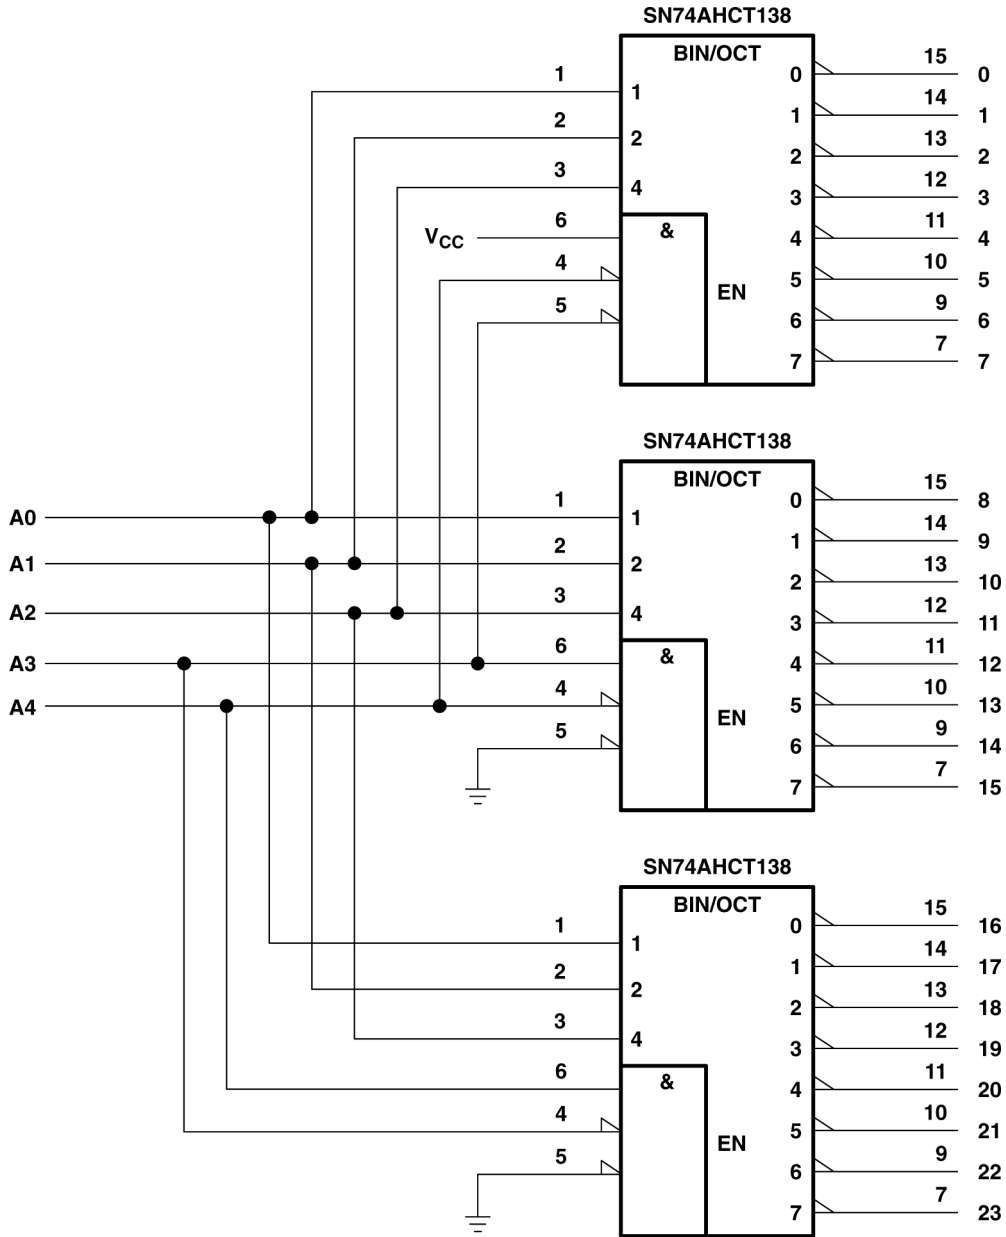 SN74AHCT138
BIN/OCT
1 1 0 15 0
2 2 1 14 1
3 4 2 13 2
3 12 3
VCC 6 & 4 11 4
4 5 10 5
EN
5 6 9 6
7 7 7
SN74AHCT138
BIN/OCT
A0 1 1 0 15 8
A1 2 2 1 14 9
A2 3 4 2 13 10
3 12 11
A3 6 & 4 11 12
A4 4 5 10 13
EN
5 6 9 14
7 7 15
SN74AHCT138
BIN/OCT
1 1 0 15 16
2 2 1 14 17
3 4 2 13 18
3 12 19
6 & 4 11 20
4 5 10 21
EN
5 6 9 22
7 7 23